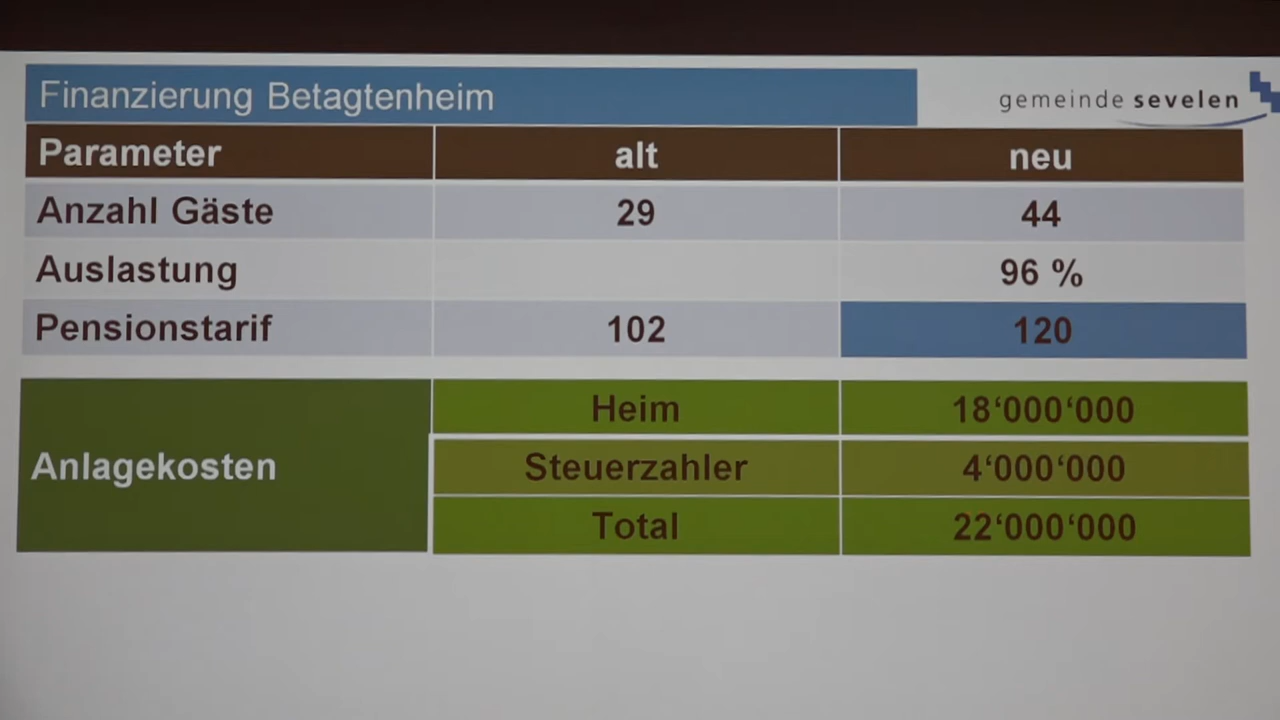 Finanzierung Betagtenheim
gemeinde sevelen
Parameter alt neu
Anzahl Gäste 29 44
Auslastung 96 %
Pensionstarif 102 120
Anlagekosten
Heim 18‘000‘000
Steuerzahler 4‘000‘000
Total 22‘000‘000